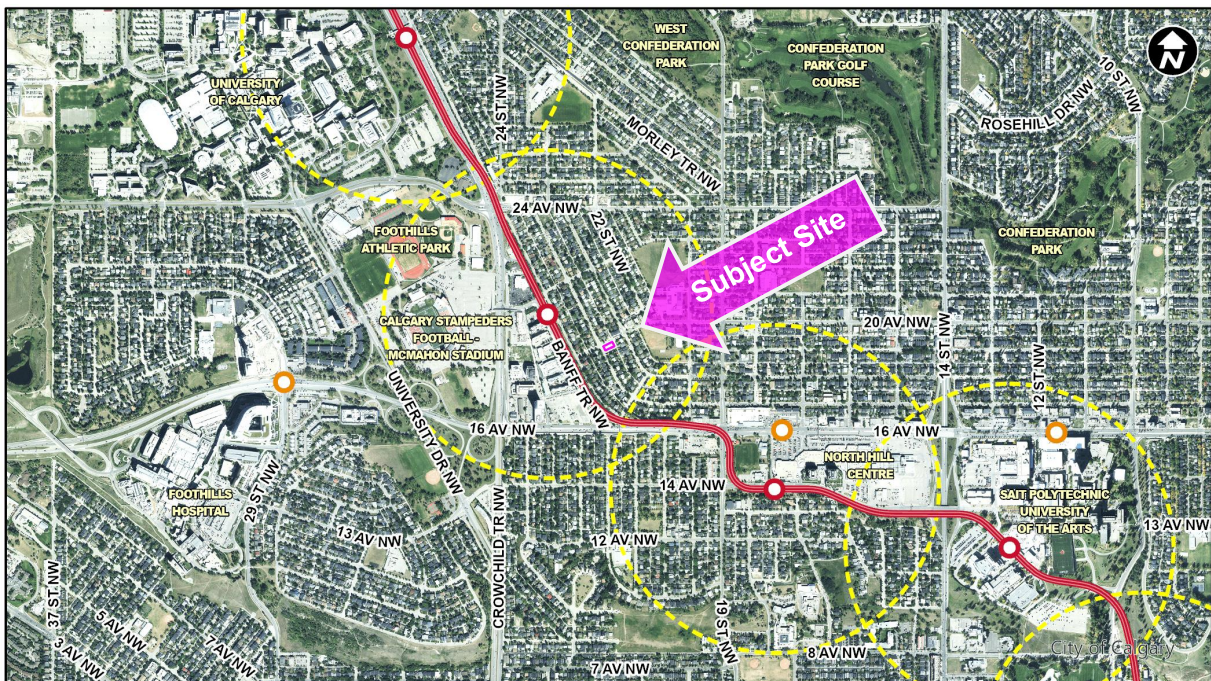 WEST
CONFEDERATION
PARK
CONFEDERATION
PARK GOLF
COURSE
N
10 ST NW
UNIVERSITY
OF CALGARY
24 ST NW
ROSEHILL DR NW
MORLEY TR NW
24 AV NW
22 ST NW
FOOTHILLS
ATHLETIC PARK
Subject Site
CONFEDERATION
PARK
CALGARY STAMPEDERS
FOOTBALL -
MCMAHON STADIUM
20 AV NW
14 ST NW
12 ST NW
BANFF TR NW
UNIVERSITY DR NW
16 AV NW
16 AV NW
NORTH HILL
CENTRE
FOOTHILLS
HOSPITAL
29 ST NW
14 AV NW
SAIT POLYTECHNIC
UNIVERSITY
OF THE ARTS
13 AV NW
13 AV NW
12 AV NW
CROWCHILD TR NW
37 ST NW
5 AV NW
3 AV NW
7 AV NW
19 ST NW
8 AV NW
7 AV NW
City of Calgary